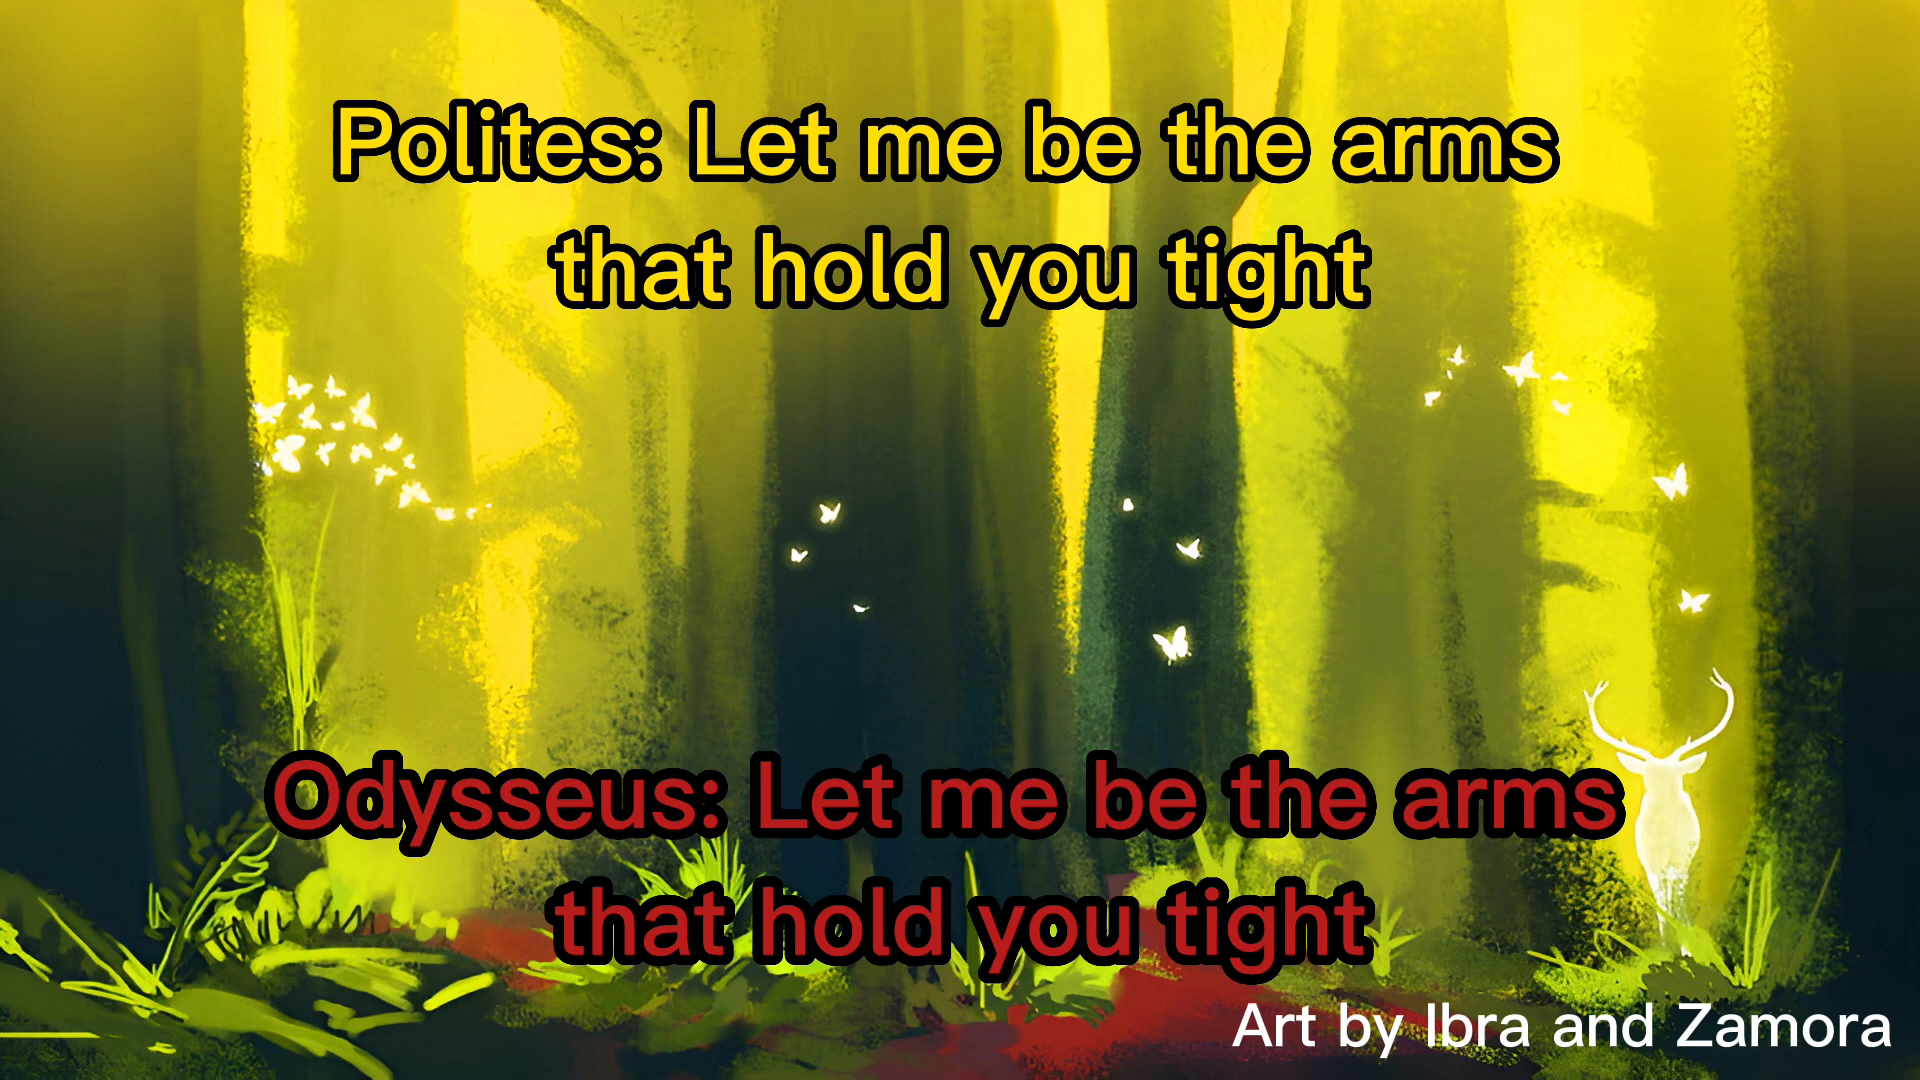 Polites: Let me be the arms
that hold you tight
Odysseus: Let me be the arms
that hold you tight
Art by Ibra and Zamora